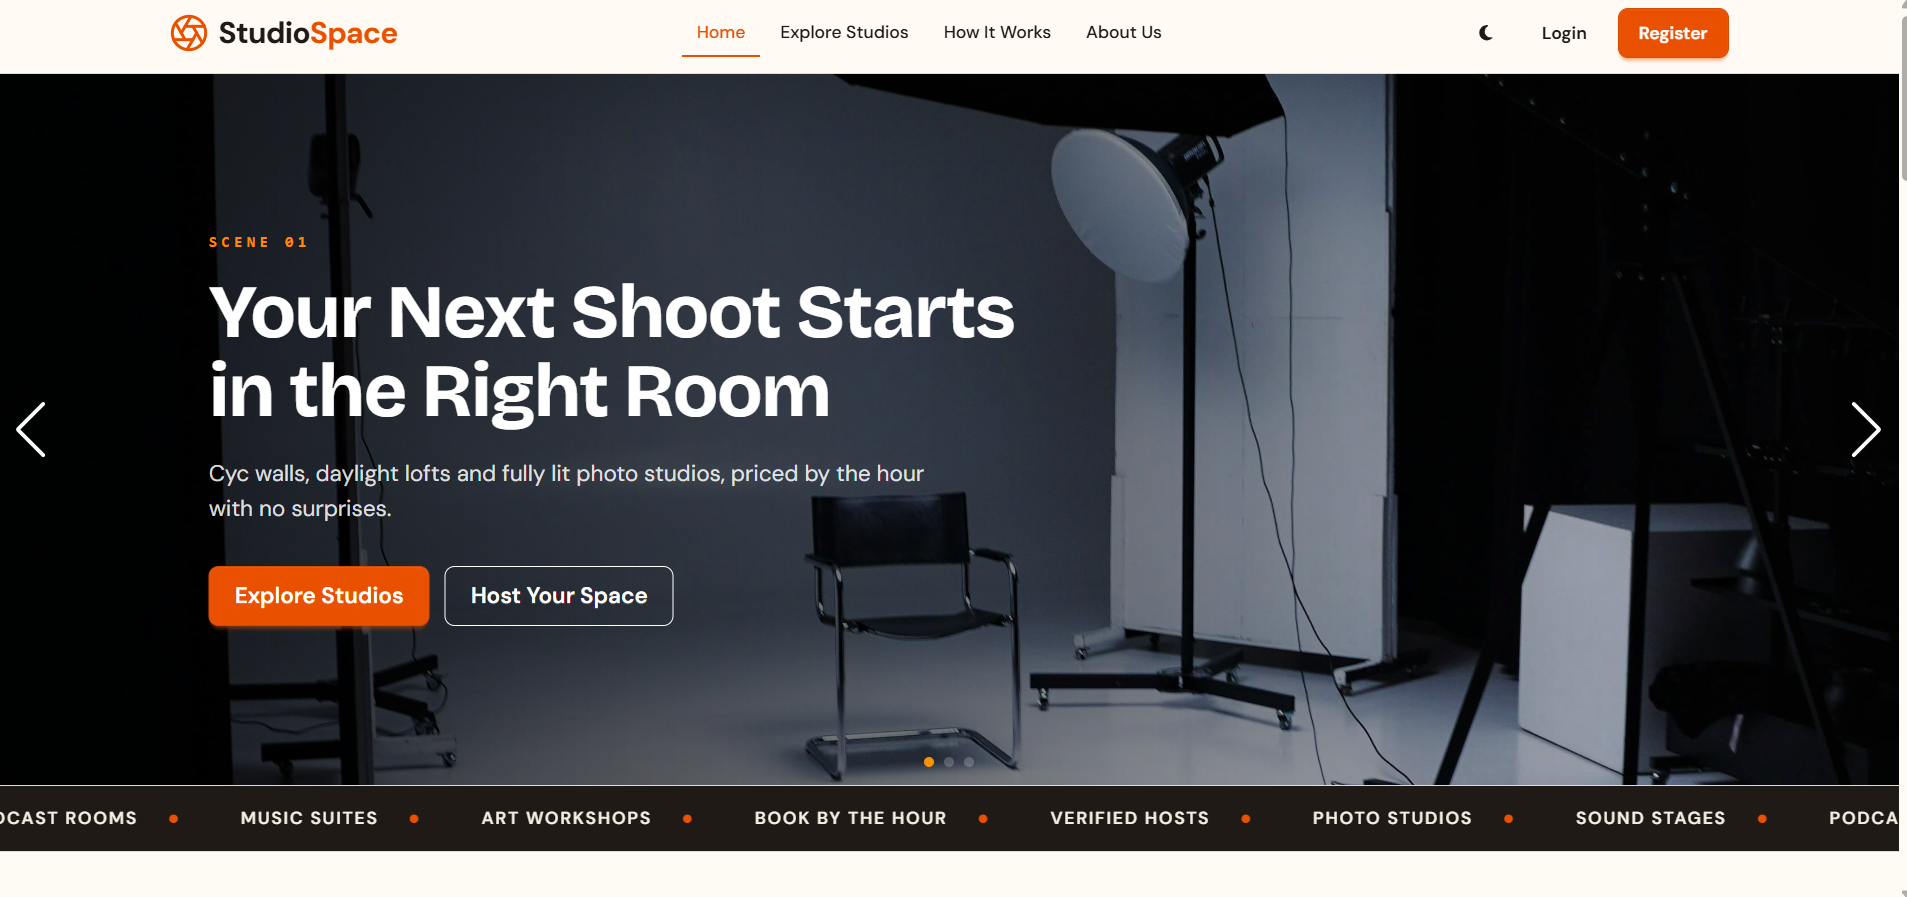 StudioSpace
Home
Explore Studios
How It Works
About Us
Login
Register
SCENE 01
Your Next Shoot Starts
in the Right Room
Cyc walls, daylight lofts and fully lit photo studios, priced by the hour
with no surprises.
Explore Studios
Host Your Space
DCAST ROOMS • MUSIC SUITES • ART WORKSHOPS • BOOK BY THE HOUR • VERIFIED HOSTS • PHOTO STUDIOS • SOUND STAGES • PODCA